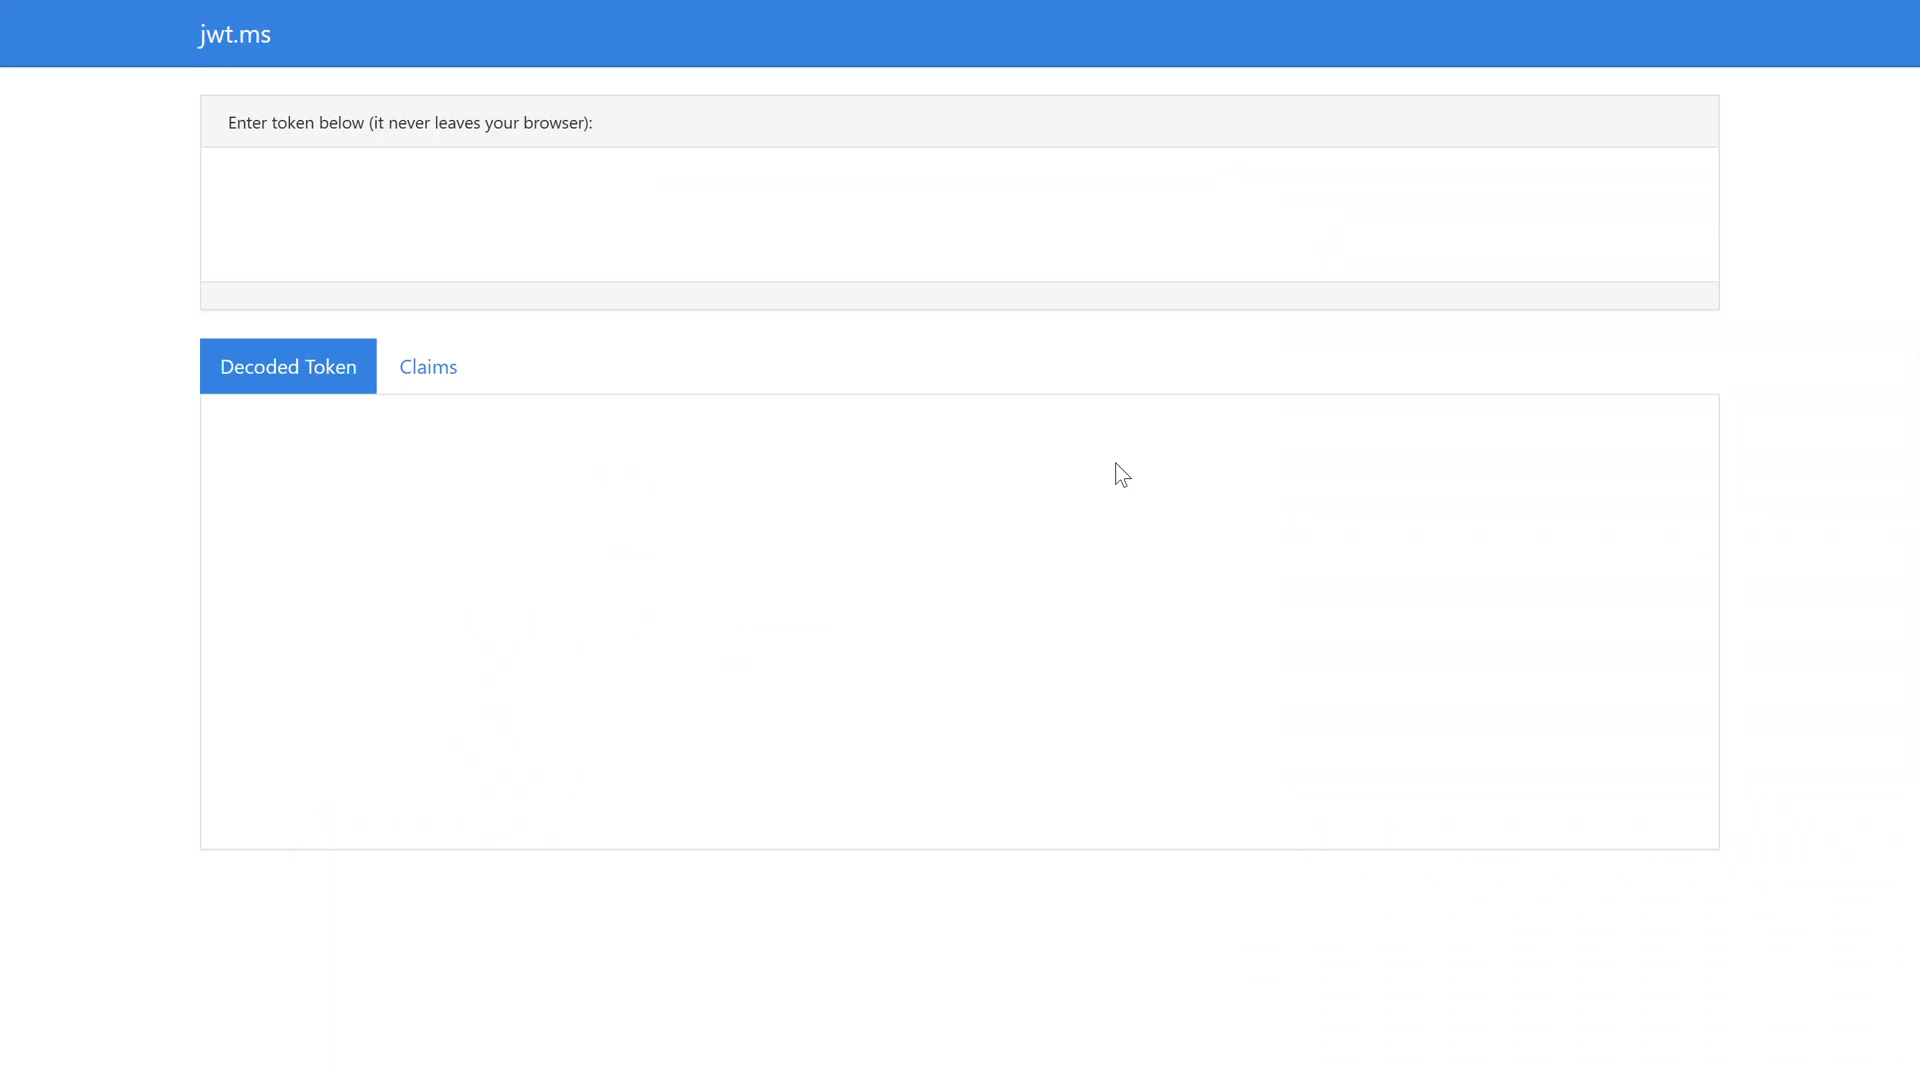 jwt.ms
Enter token below (it never leaves your browser):
Decoded Token
Claims